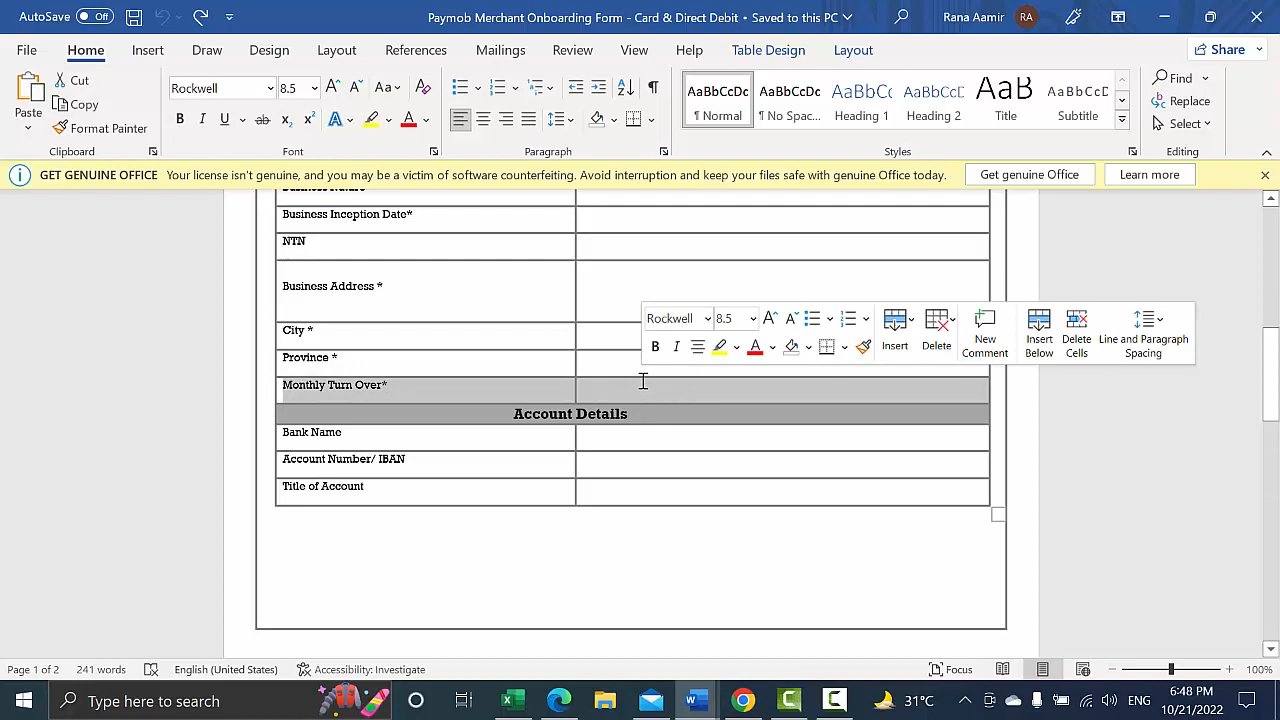 AutoSave Off
Paymob Merchant Onboarding Form - Card & Direct Debit • Saved to this PC
Rana Aamir RA
File Home Insert Draw Design Layout References Mailings Review View Help Table Design Layout Share
Paste
Cut
Copy
Format Painter
Rockwell 8.5
AaBbCcDc AaBbCcDc AaBbCc AaBbCcD AaB AaBbCcD
¶ Normal ¶ No Spac... Heading 1 Heading 2 Title Subtitle
Find
Replace
Select
Clipboard Font Paragraph Styles Editing
GET GENUINE OFFICE Your license isn't genuine, and you may be a victim of software counterfeiting. Avoid interruption and keep your files safe with genuine Office today. Get genuine Office Learn more
Business Nature
Business Inception Date*
NTN
Business Address *
City *
Province *
Monthly Turn Over*
Account Details
Bank Name
Account Number/ IBAN
Title of Account
Rockwell 8.5
B I
Insert Delete
New Comment
Insert Below
Delete Cells
Line and Paragraph Spacing
Page 1 of 2 241 words English (United States) Accessibility: Investigate Focus 100%
Type here to search
31°C
ENG
6:48 PM
10/21/2022